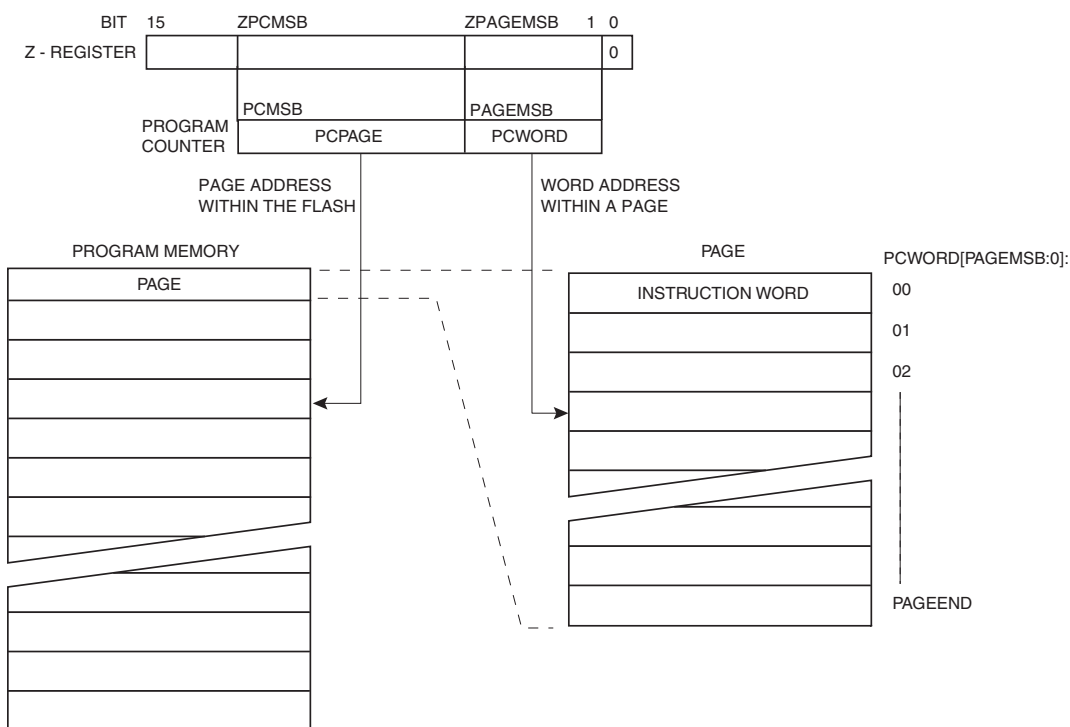 BIT 15 ZPCMSB ZPAGEMSB 1 0
Z - REGISTER 0
PCMSB PAGEMSB
PROGRAM
COUNTER
PCPAGE PCWORD
PAGE ADDRESS
WITHIN THE FLASH
WORD ADDRESS
WITHIN A PAGE
PROGRAM MEMORY
PAGE
PAGE
PCWORD[PAGEMSB:0]:
INSTRUCTION WORD
00
01
02
PAGEEND